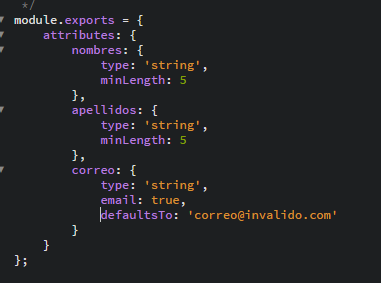 */
module.exports = {
attributes: {
nombres: {
type: 'string',
minLength: 5
},
apellidos: {
type: 'string',
minLength: 5
},
correo: {
type: 'string',
email: true,
defaultsTo: 'correo@invalido.com'
}
}
};